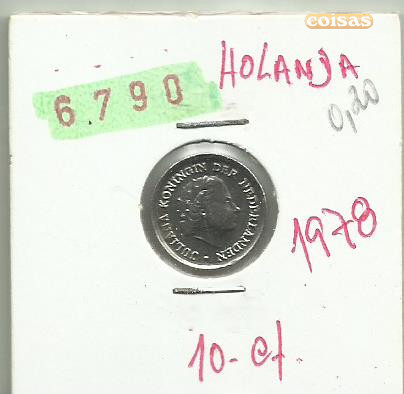 coisas
HOLANDA
6790
0,20
JULIANA KONINGIN DER NEDERLANDEN
1978
10-ct.